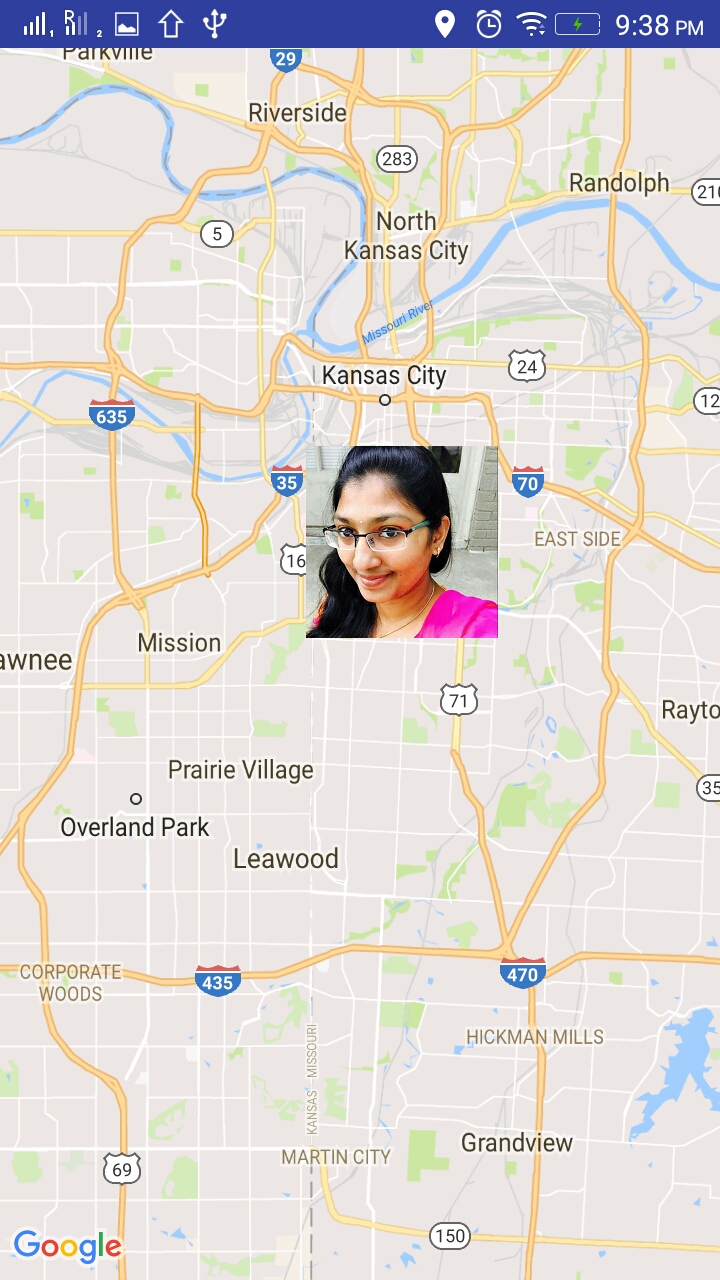 1
R
2
9:38 PM
Parkville
29
Riverside
283
Randolph
210
5
North
Kansas City
Missouri River
24
Kansas City
12
635
35
70
16
EAST SIDE
Mission
awnee
71
Rayto
Prairie Village
35
Overland Park
Leawood
CORPORATE
WOODS
435
470
KANSAS
MISSOURI
HICKMAN MILLS
Grandview
MARTIN CITY
69
150
Google